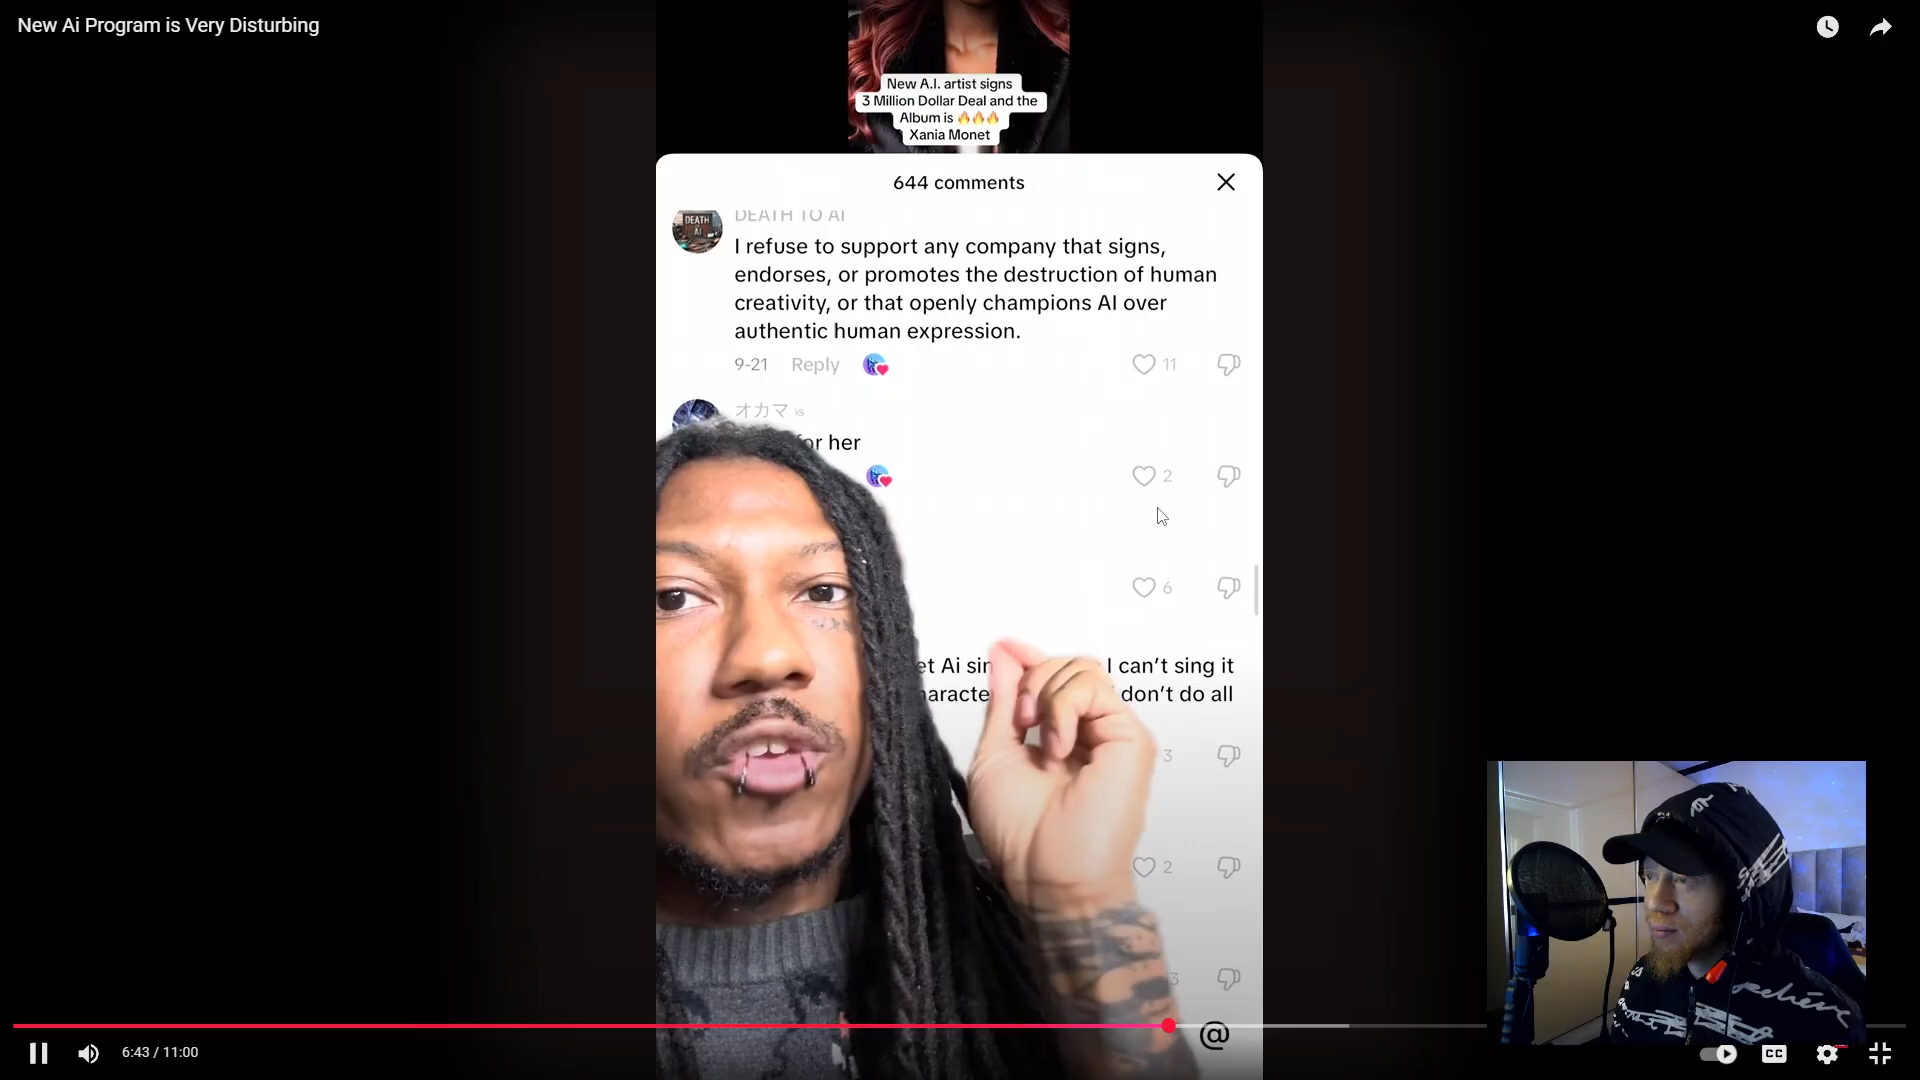 New Ai Program is Very Disturbing
New A.I. artist signs
3 Million Dollar Deal and the
Album is 🔥🔥🔥
Xania Monet
644 comments
DEATH TO AI
DEATH
AI
I refuse to support any company that signs,
endorses, or promotes the destruction of human
creativity, or that openly champions AI over
authentic human expression.
9-21 Reply 11
オカマ
for her
2
6
Ai I can't sing it
don't do all
3
2
3
@
6:43 / 11:00
CC